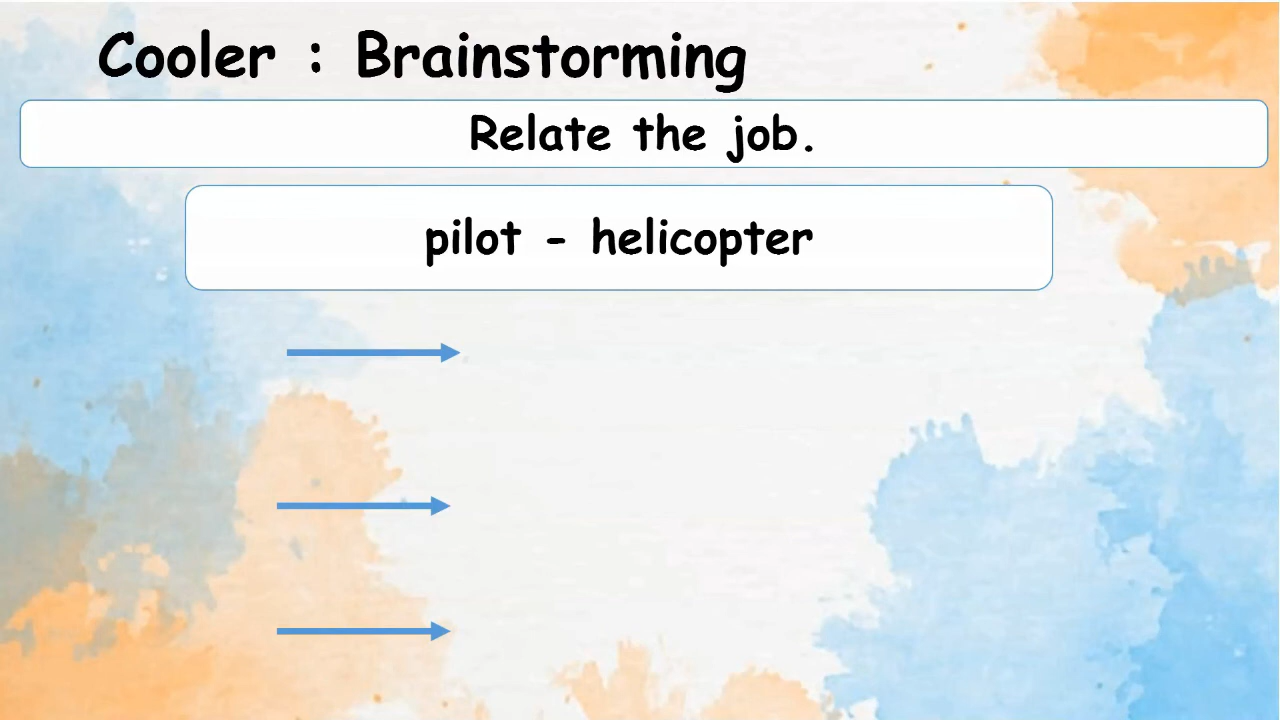 Cooler : Brainstorming
Relate the job.
pilot - helicopter